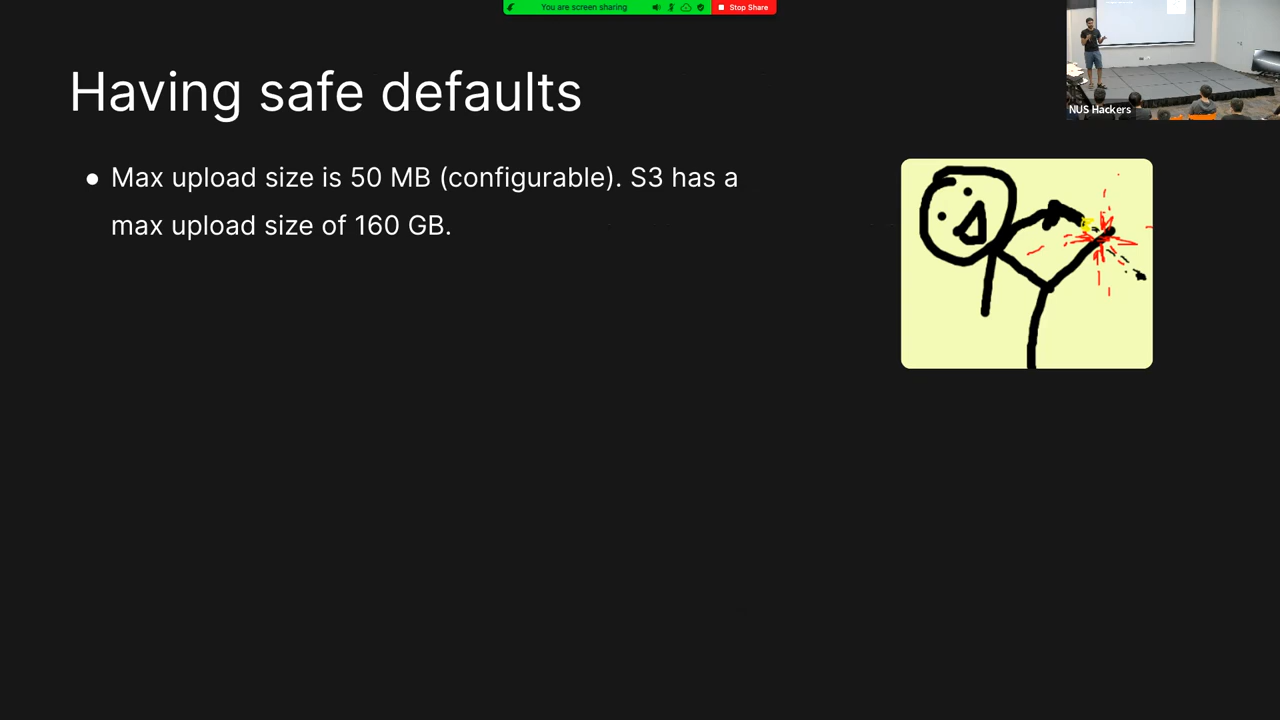 You are screen sharing
Stop Share
Having safe defaults
NUS Hackers
● Max upload size is 50 MB (configurable). S3 has a
max upload size of 160 GB.